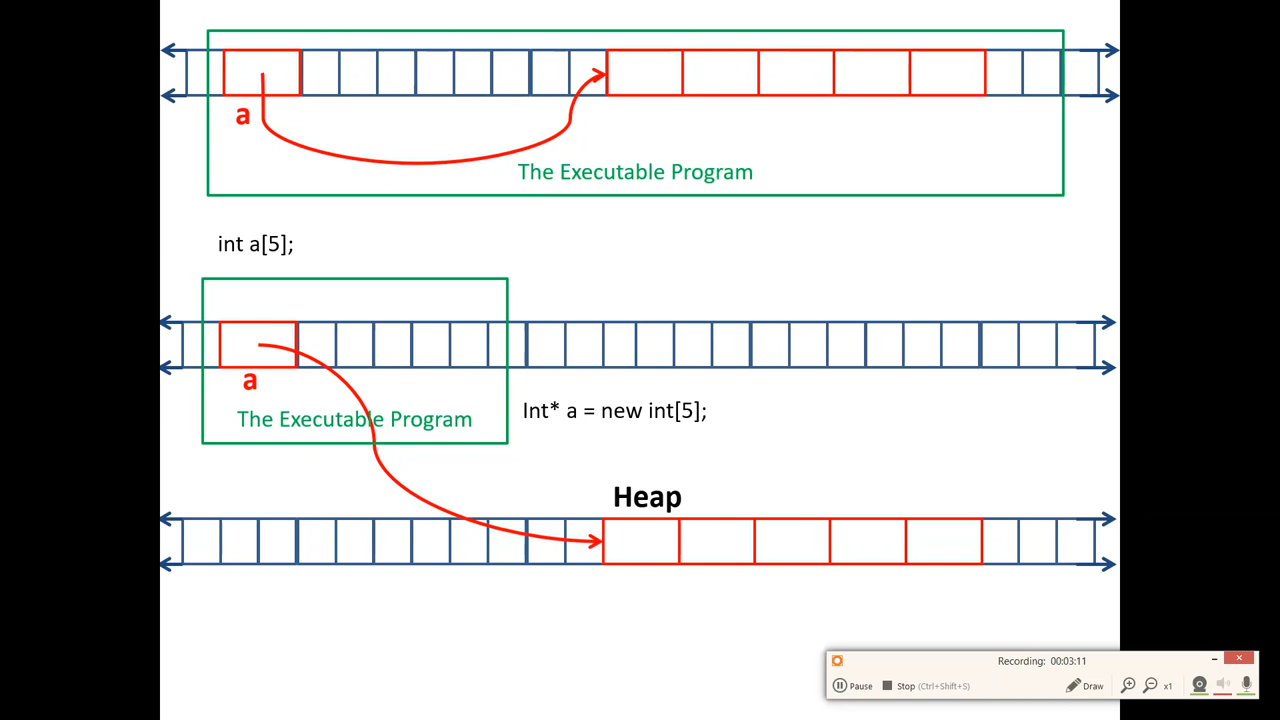 a
The Executable Program
int a[5];
a
The Executable Program
Int* a = new int[5];
Heap
Recording: 00:03:11
Pause Stop (Ctrl+Shift+S) Draw x1